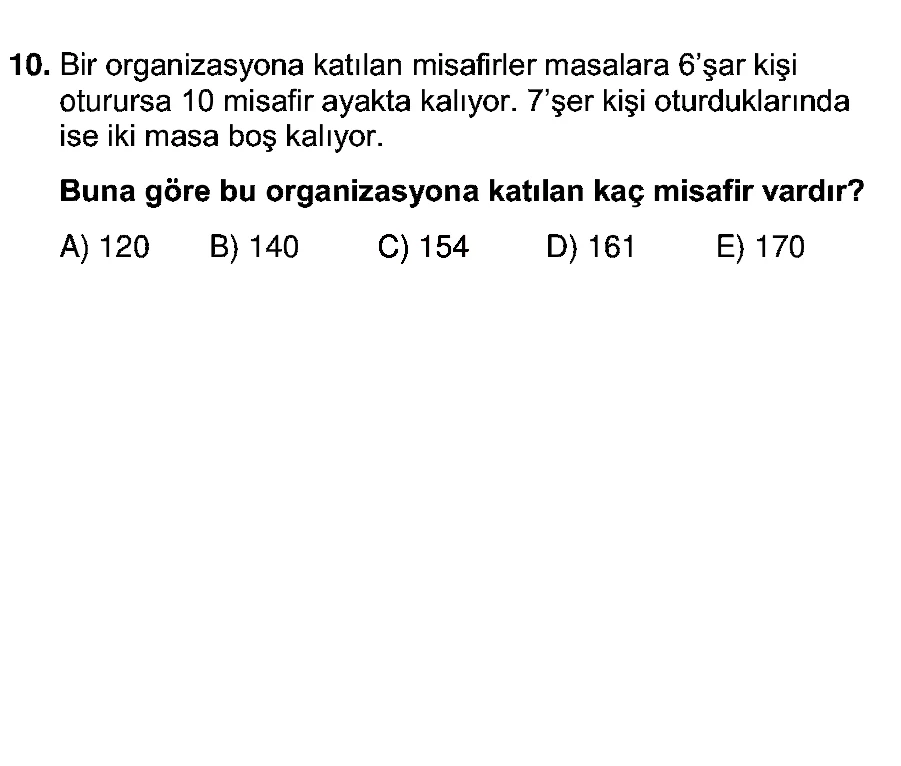 10. Bir organizasyona katılan misafirler masalara 6'şar kişi
oturursa 10 misafir ayakta kalıyor. 7'şer kişi oturduklarında
ise iki masa boş kalıyor.
Buna göre bu organizasyona katılan kaç misafir vardır?
A) 120 B) 140 C) 154 D) 161 E) 170